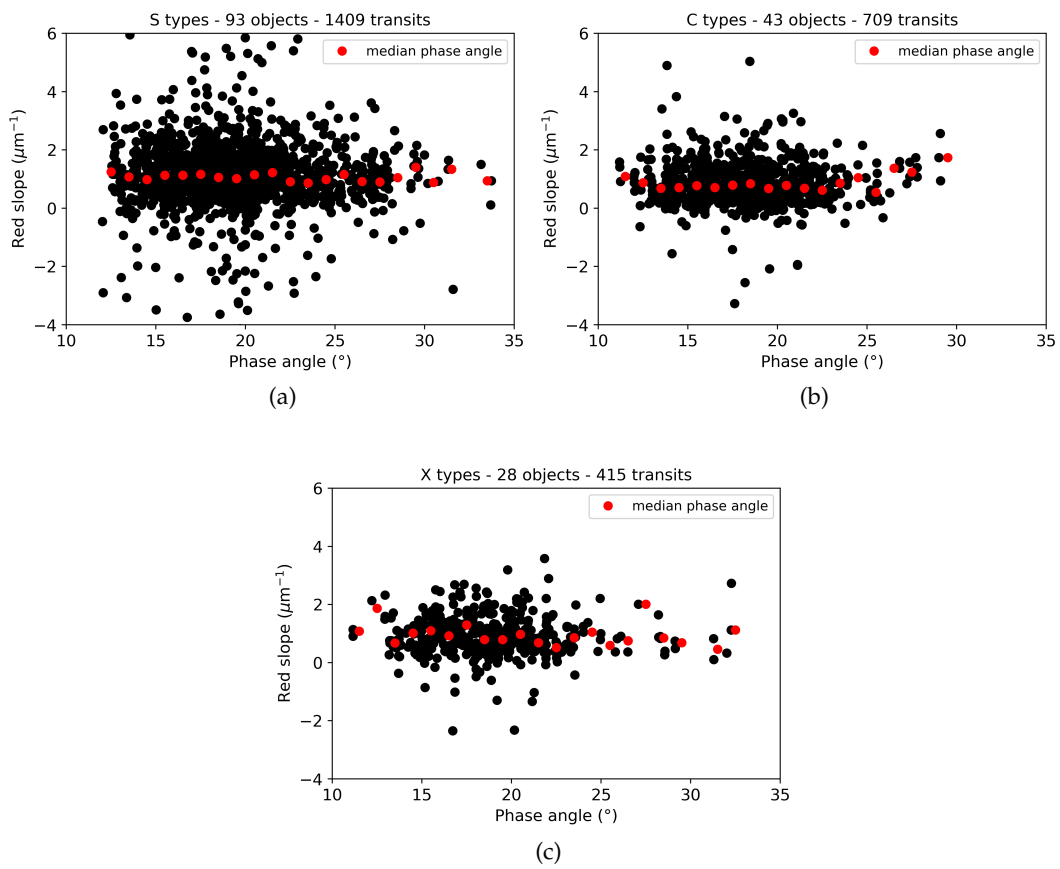 S types - 93 objects - 1409 transits
median phase angle
Red slope (μm⁻¹)
6
4
2
0
−2
−4
10 15 20 25 30 35
Phase angle (°)
(a)
C types - 43 objects - 709 transits
median phase angle
Red slope (μm⁻¹)
6
4
2
0
−2
−4
10 15 20 25 30 35
Phase angle (°)
(b)
X types - 28 objects - 415 transits
median phase angle
Red slope (μm⁻¹)
6
4
2
0
−2
−4
10 15 20 25 30 35
Phase angle (°)
(c)